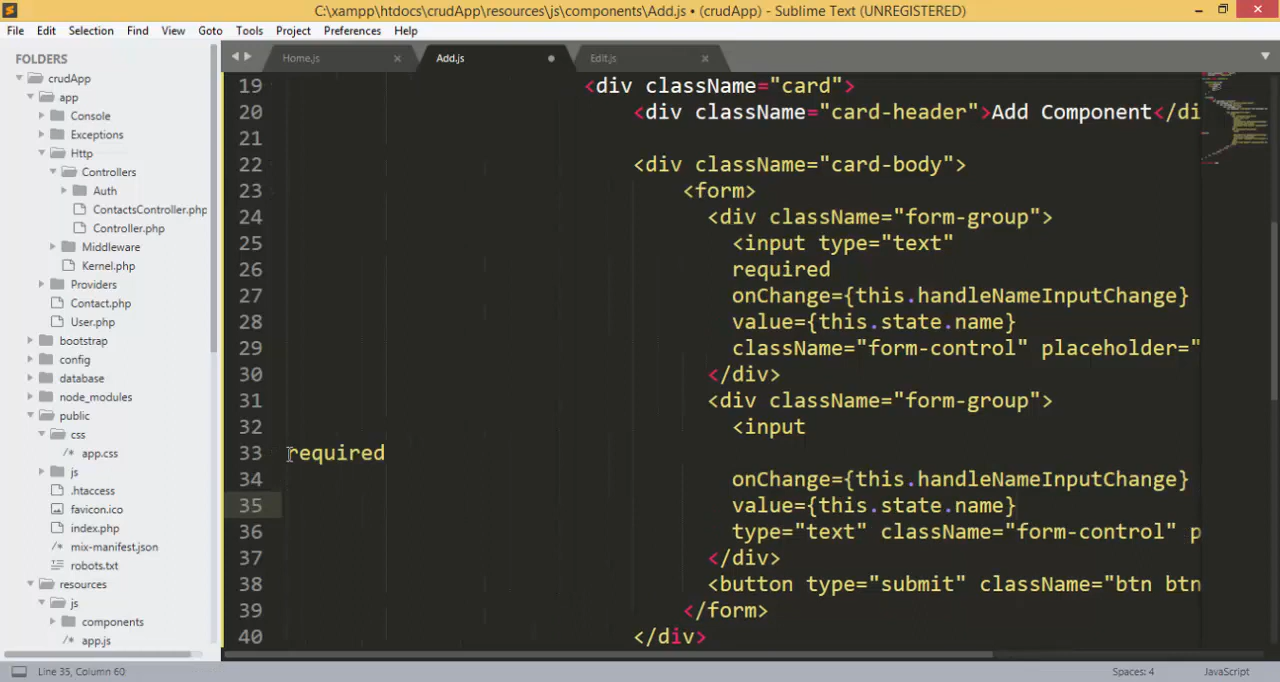 C:\xampp\htdocs\crudApp\resources\js\components\Add.js • (crudApp) - Sublime Text (UNREGISTERED)
File Edit Selection Find View Goto Tools Project Preferences Help
FOLDERS
crudApp
app
Console
Exceptions
Http
Controllers
Auth
ContactsController.php
Controller.php
Middleware
Kernel.php
Providers
Contact.php
User.php
bootstrap
config
database
node_modules
public
css
/* app.css
js
.htaccess
favicon.ico
index.php
/* mix-manifest.json
robots.txt
resources
js
components
/* app.js
Home.js Add.js Edit.js
19 <div className="card">
20 <div className="card-header">Add Component</di
21
22 <div className="card-body">
23 <form>
24 <div className="form-group">
25 <input type="text"
26 required
27 onChange={this.handleNameInputChange}
28 value={this.state.name}
29 className="form-control" placeholder="
30 </div>
31 <div className="form-group">
32 <input
33 required
34 onChange={this.handleNameInputChange}
35 value={this.state.name}
36 type="text" className="form-control" p
37 </div>
38 <button type="submit" className="btn btn
39 </form>
40 </div>
Line 35, Column 60
Spaces: 4
JavaScript